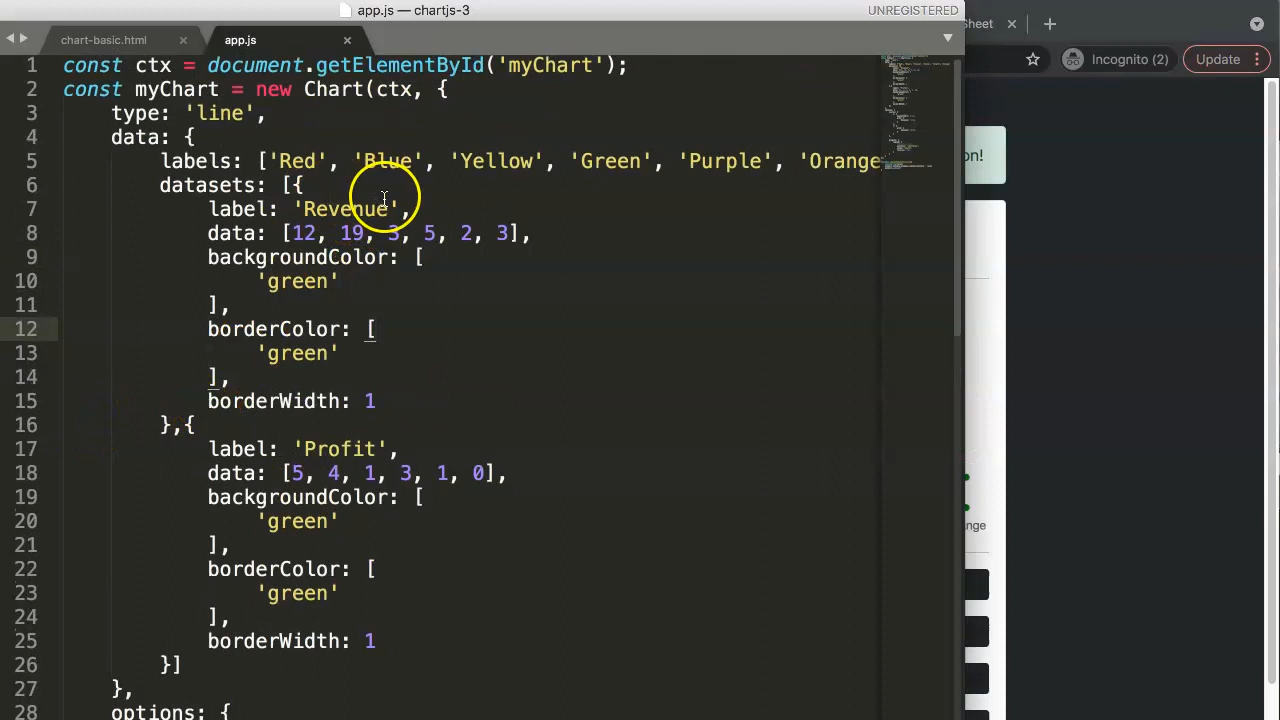 app.js — chartjs-3
UNREGISTERED
chart-basic.html
app.js
1 const ctx = document.getElementById('myChart');
2 const myChart = new Chart(ctx, {
3 type: 'line',
4 data: {
5 labels: ['Red', 'Blue', 'Yellow', 'Green', 'Purple', 'Orange
6 datasets: [{
7 label: 'Revenue',
8 data: [12, 19, 3, 5, 2, 3],
9 backgroundColor: [
10 'green'
11 ],
12 borderColor: [
13 'green'
14 ],
15 borderWidth: 1
16 },{
17 label: 'Profit',
18 data: [5, 4, 1, 3, 1, 0],
19 backgroundColor: [
20 'green'
21 ],
22 borderColor: [
23 'green'
24 ],
25 borderWidth: 1
26 }]
27 },
28 options: {
Sheet
Incognito (2)
Update
on!
nge